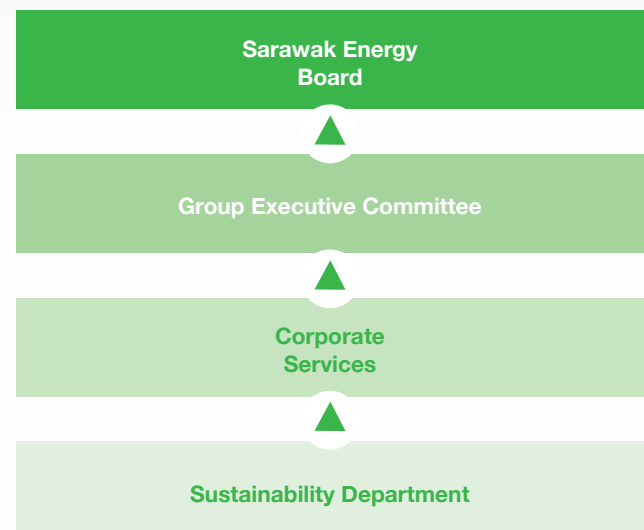 Sarawak Energy
Board
Group Executive Committee
Corporate
Services
Sustainability Department